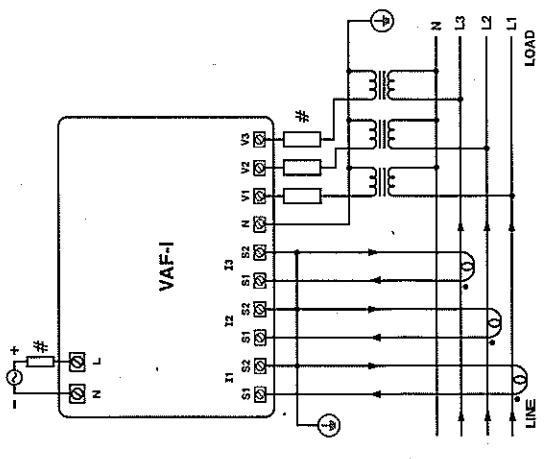 VAF-I
L
N
+
-
#
V3
V2
V1
N
S2
S1
I3
S2
S1
I2
S2
S1
I1
#
N
L3
L2
L1
LOAD
LINE